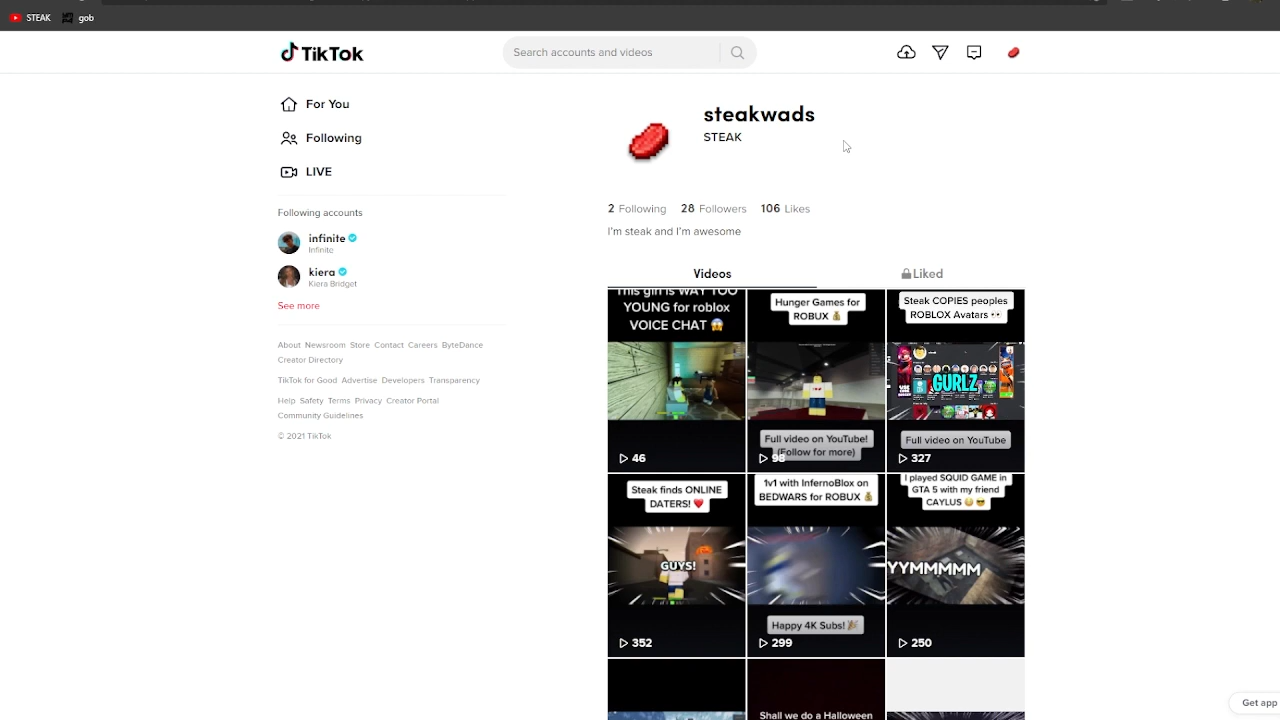 STEAK gob
TikTok
Search accounts and videos
For You
Following
LIVE
Following accounts
infinite
Infinite
kiera
Kiera Bridget
See more
About Newsroom Store Contact Careers ByteDance
Creator Directory
TikTok for Good Advertise Developers Transparency
Help Safety Terms Privacy Creator Portal
Community Guidelines
© 2021 TikTok
steakwads
STEAK
2 Following 28 Followers 106 Likes
I'm steak and I'm awesome
Videos
Liked
This girl is WAY TOO
YOUNG for roblox
VOICE CHAT 😱
46
Hunger Games for
ROBUX 💰
Full video on YouTube!
(Follow for more)
98
Steak COPIES peoples
ROBLOX Avatars 👀
GURLZ
Full video on YouTube
327
Steak finds ONLINE
DATERS! ❤️
GUYS!
352
1v1 with InfernoBlox on
BEDWARS for ROBUX 💰
Happy 4K Subs! 🎉
299
I played SQUID GAME in
GTA 5 with my friend
CAYLUS 😳 😎
YYMMMMM
250
Shall we do a Halloween
Get app